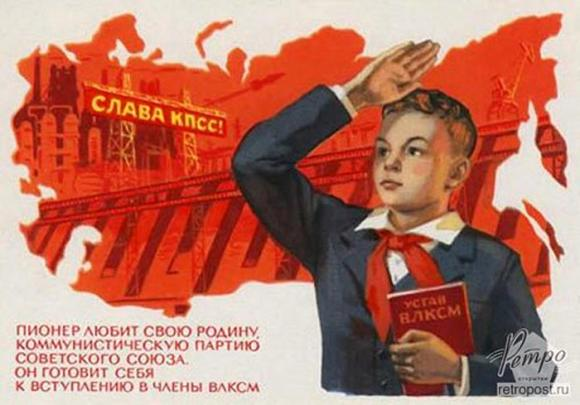 СЛАВА КПСС!
УСТАВ
ВЛКСМ
ПИОНЕР ЛЮБИТ СВОЮ РОДИНУ,
КОММУНИСТИЧЕСКУЮ ПАРТИЮ
СОВЕТСКОГО СОЮЗА.
ОН ГОТОВИТ СЕБЯ
К ВСТУПЛЕНИЮ В ЧЛЕНЫ ВЛКСМ
Ретро
открытки
retropost.ru